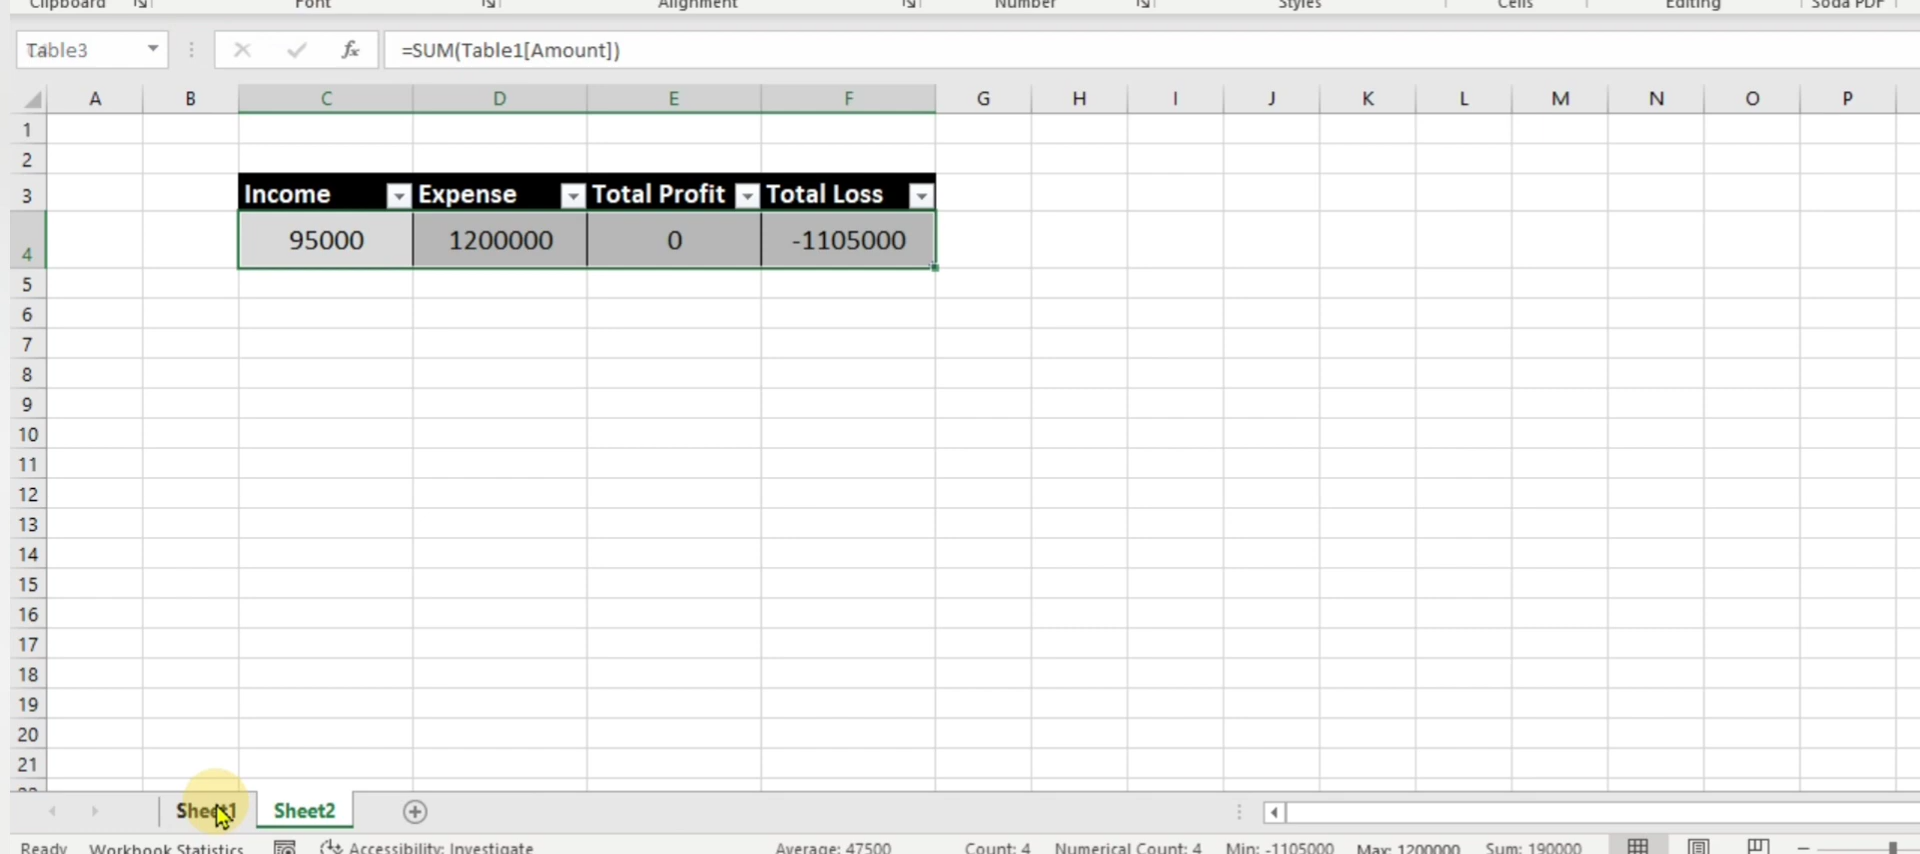 Clipboard Font Alignment Number Styles Cells Editing Soda PDF
Table3 fx =SUM(Table1[Amount])
A B C D E F G H I J K L M N O P
1
2
3 Income Expense Total Profit Total Loss
4 95000 1200000 0 -1105000
5
6
7
8
9
10
11
12
13
14
15
16
17
18
19
20
21
22
Sheet1 Sheet2
Ready Workbook Statistics Accessibility: Investigate Average: 47500 Count: 4 Numerical Count: 4 Min: -1105000 Max: 1200000 Sum: 190000